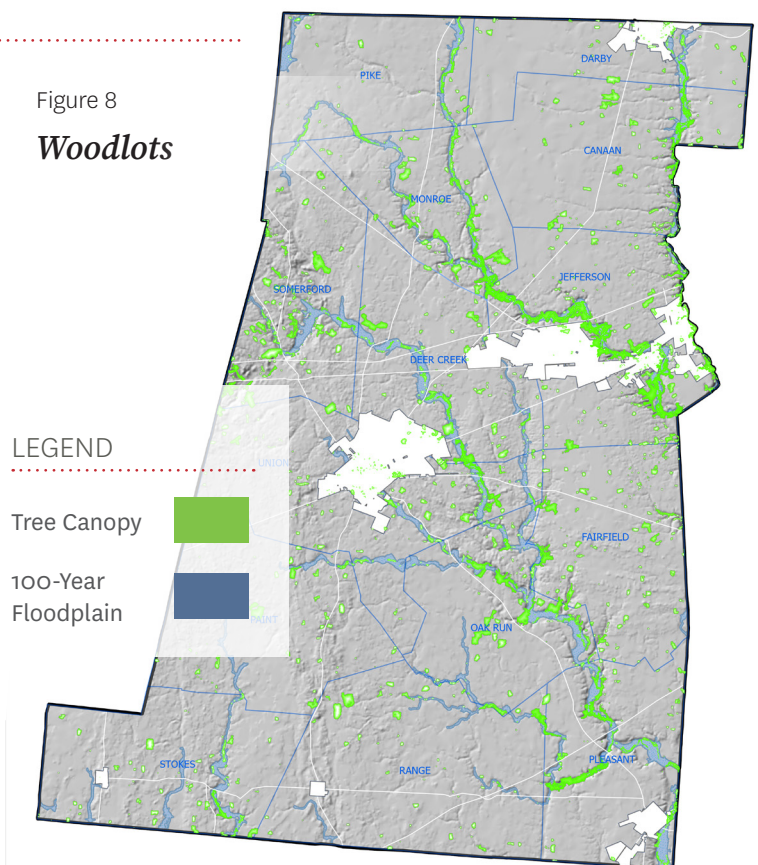 Figure 8
Woodlots
PIKE
DARBY
CANAAN
MONROE
JEFFERSON
SOMERFORD
DEER CREEK
LEGEND
UNION
Tree Canopy
100-Year
Floodplain
FAIRFIELD
PAINT
OAK RUN
STOKES
RANGE
PLEASANT